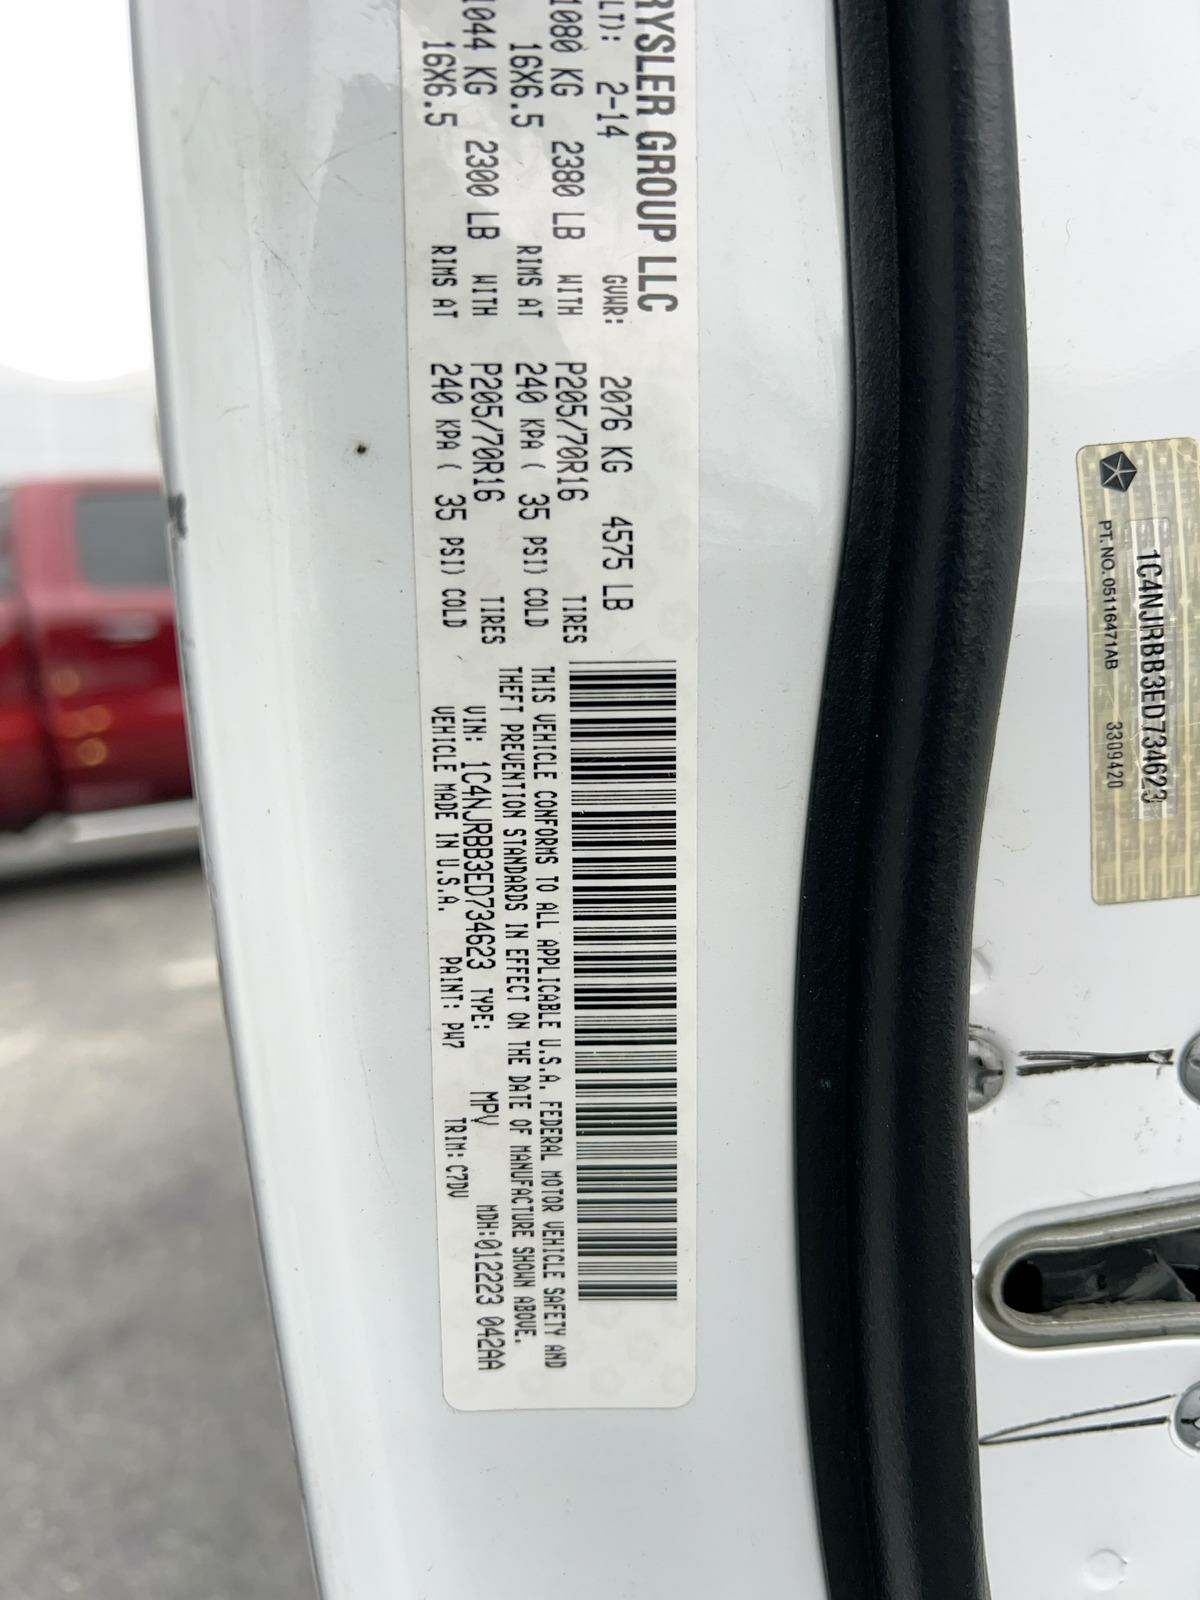 RYSLER GROUP LLC
LT): 2-14 GVWR: 2076 KG 4575 LB
1080 KG 2380 LB WITH P205/70R16 TIRES
16X6.5 RIMS AT 240 KPA ( 35 PSI) COLD
1044 KG 2300 LB WITH P205/70R16 TIRES
16X6.5 RIMS AT 240 KPA ( 35 PSI) COLD
THIS VEHICLE CONFORMS TO ALL APPLICABLE U.S.A. FEDERAL MOTOR VEHICLE SAFETY AND
THEFT PREVENTION STANDARDS IN EFFECT ON THE DATE OF MANUFACTURE SHOWN ABOVE.
VIN: 1C4NJRBB3ED734623 TYPE: MPV MDH:012223 042AA
VEHICLE MADE IN U.S.A. PAINT: PW7 TRIM: C7DV
1C4NJRBB3ED734623
PT. NO. 05116471AB 3309420